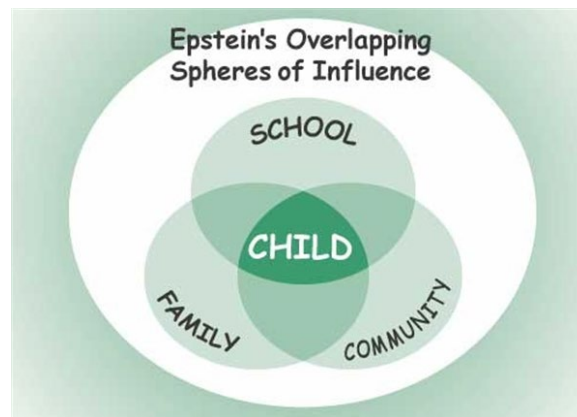 Epstein's Overlapping
Spheres of Influence
SCHOOL
CHILD
FAMILY
COMMUNITY